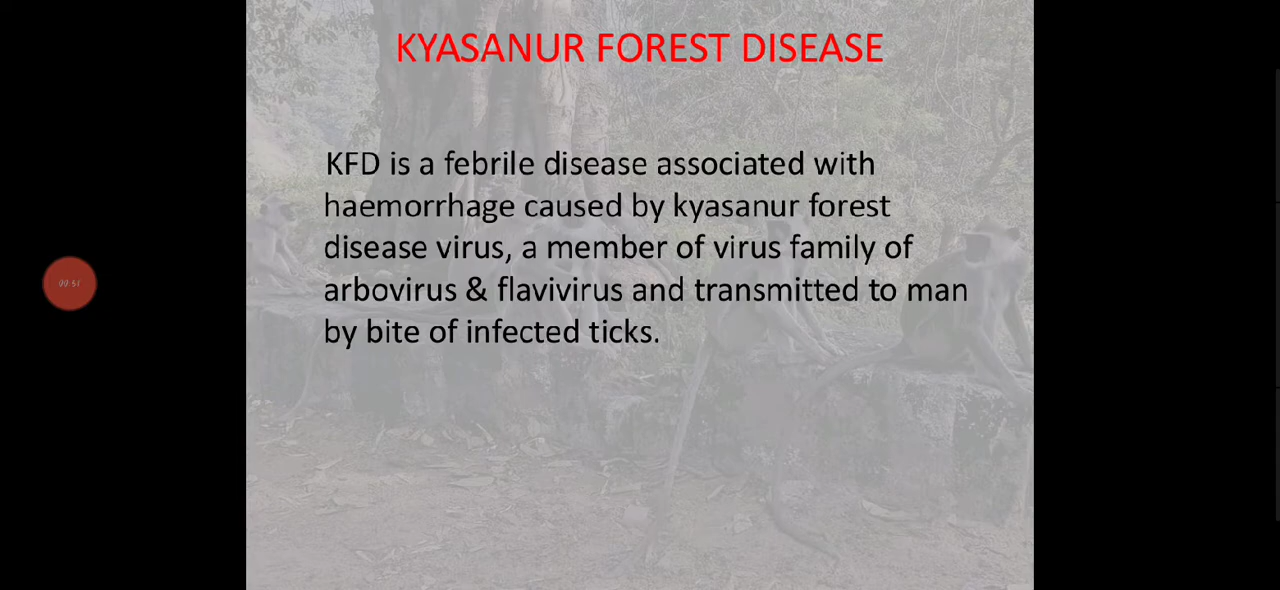 KYASANUR FOREST DISEASE
KFD is a febrile disease associated with
haemorrhage caused by kyasanur forest
disease virus, a member of virus family of
arbovirus & flavivirus and transmitted to man
by bite of infected ticks.